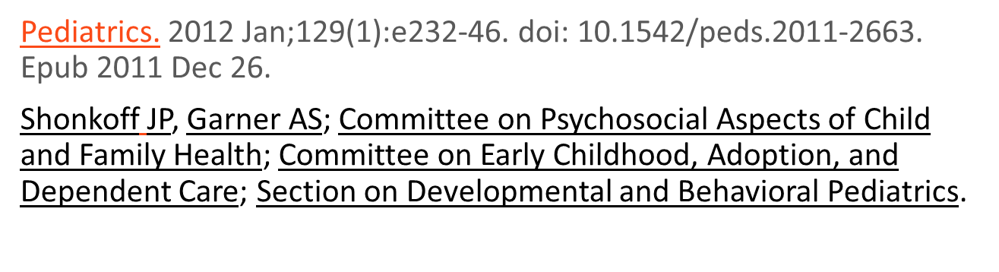 Pediatrics. 2012 Jan;129(1):e232-46. doi: 10.1542/peds.2011-2663.
Epub 2011 Dec 26.
Shonkoff JP, Garner AS; Committee on Psychosocial Aspects of Child
and Family Health; Committee on Early Childhood, Adoption, and
Dependent Care; Section on Developmental and Behavioral Pediatrics.